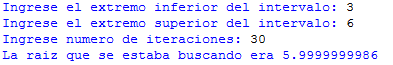 Ingrese el extremo inferior del intervalo: 3
Ingrese el extremo superior del intervalo: 6
Ingrese numero de iteraciones: 30
La raiz que se estaba buscando era 5.9999999986